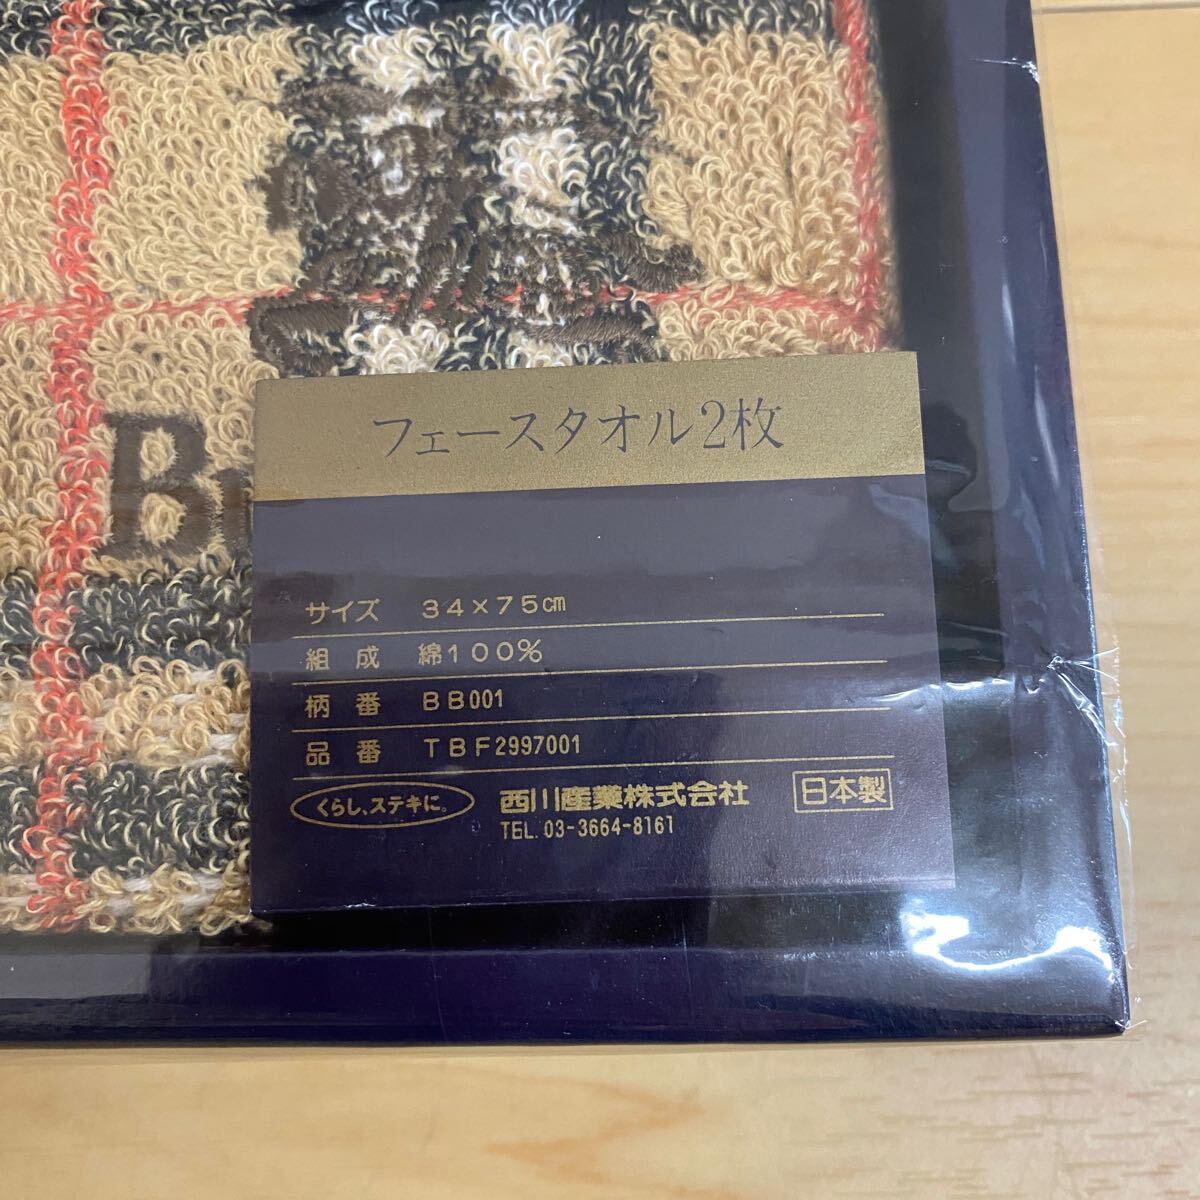 Bu
フェースタオル2枚
サイズ 34×75cm
組成 綿100%
柄番 BB001
品番 TBF2997001
くらし、ステキに。 西川産業株式会社 日本製
TEL. 03-3664-8161